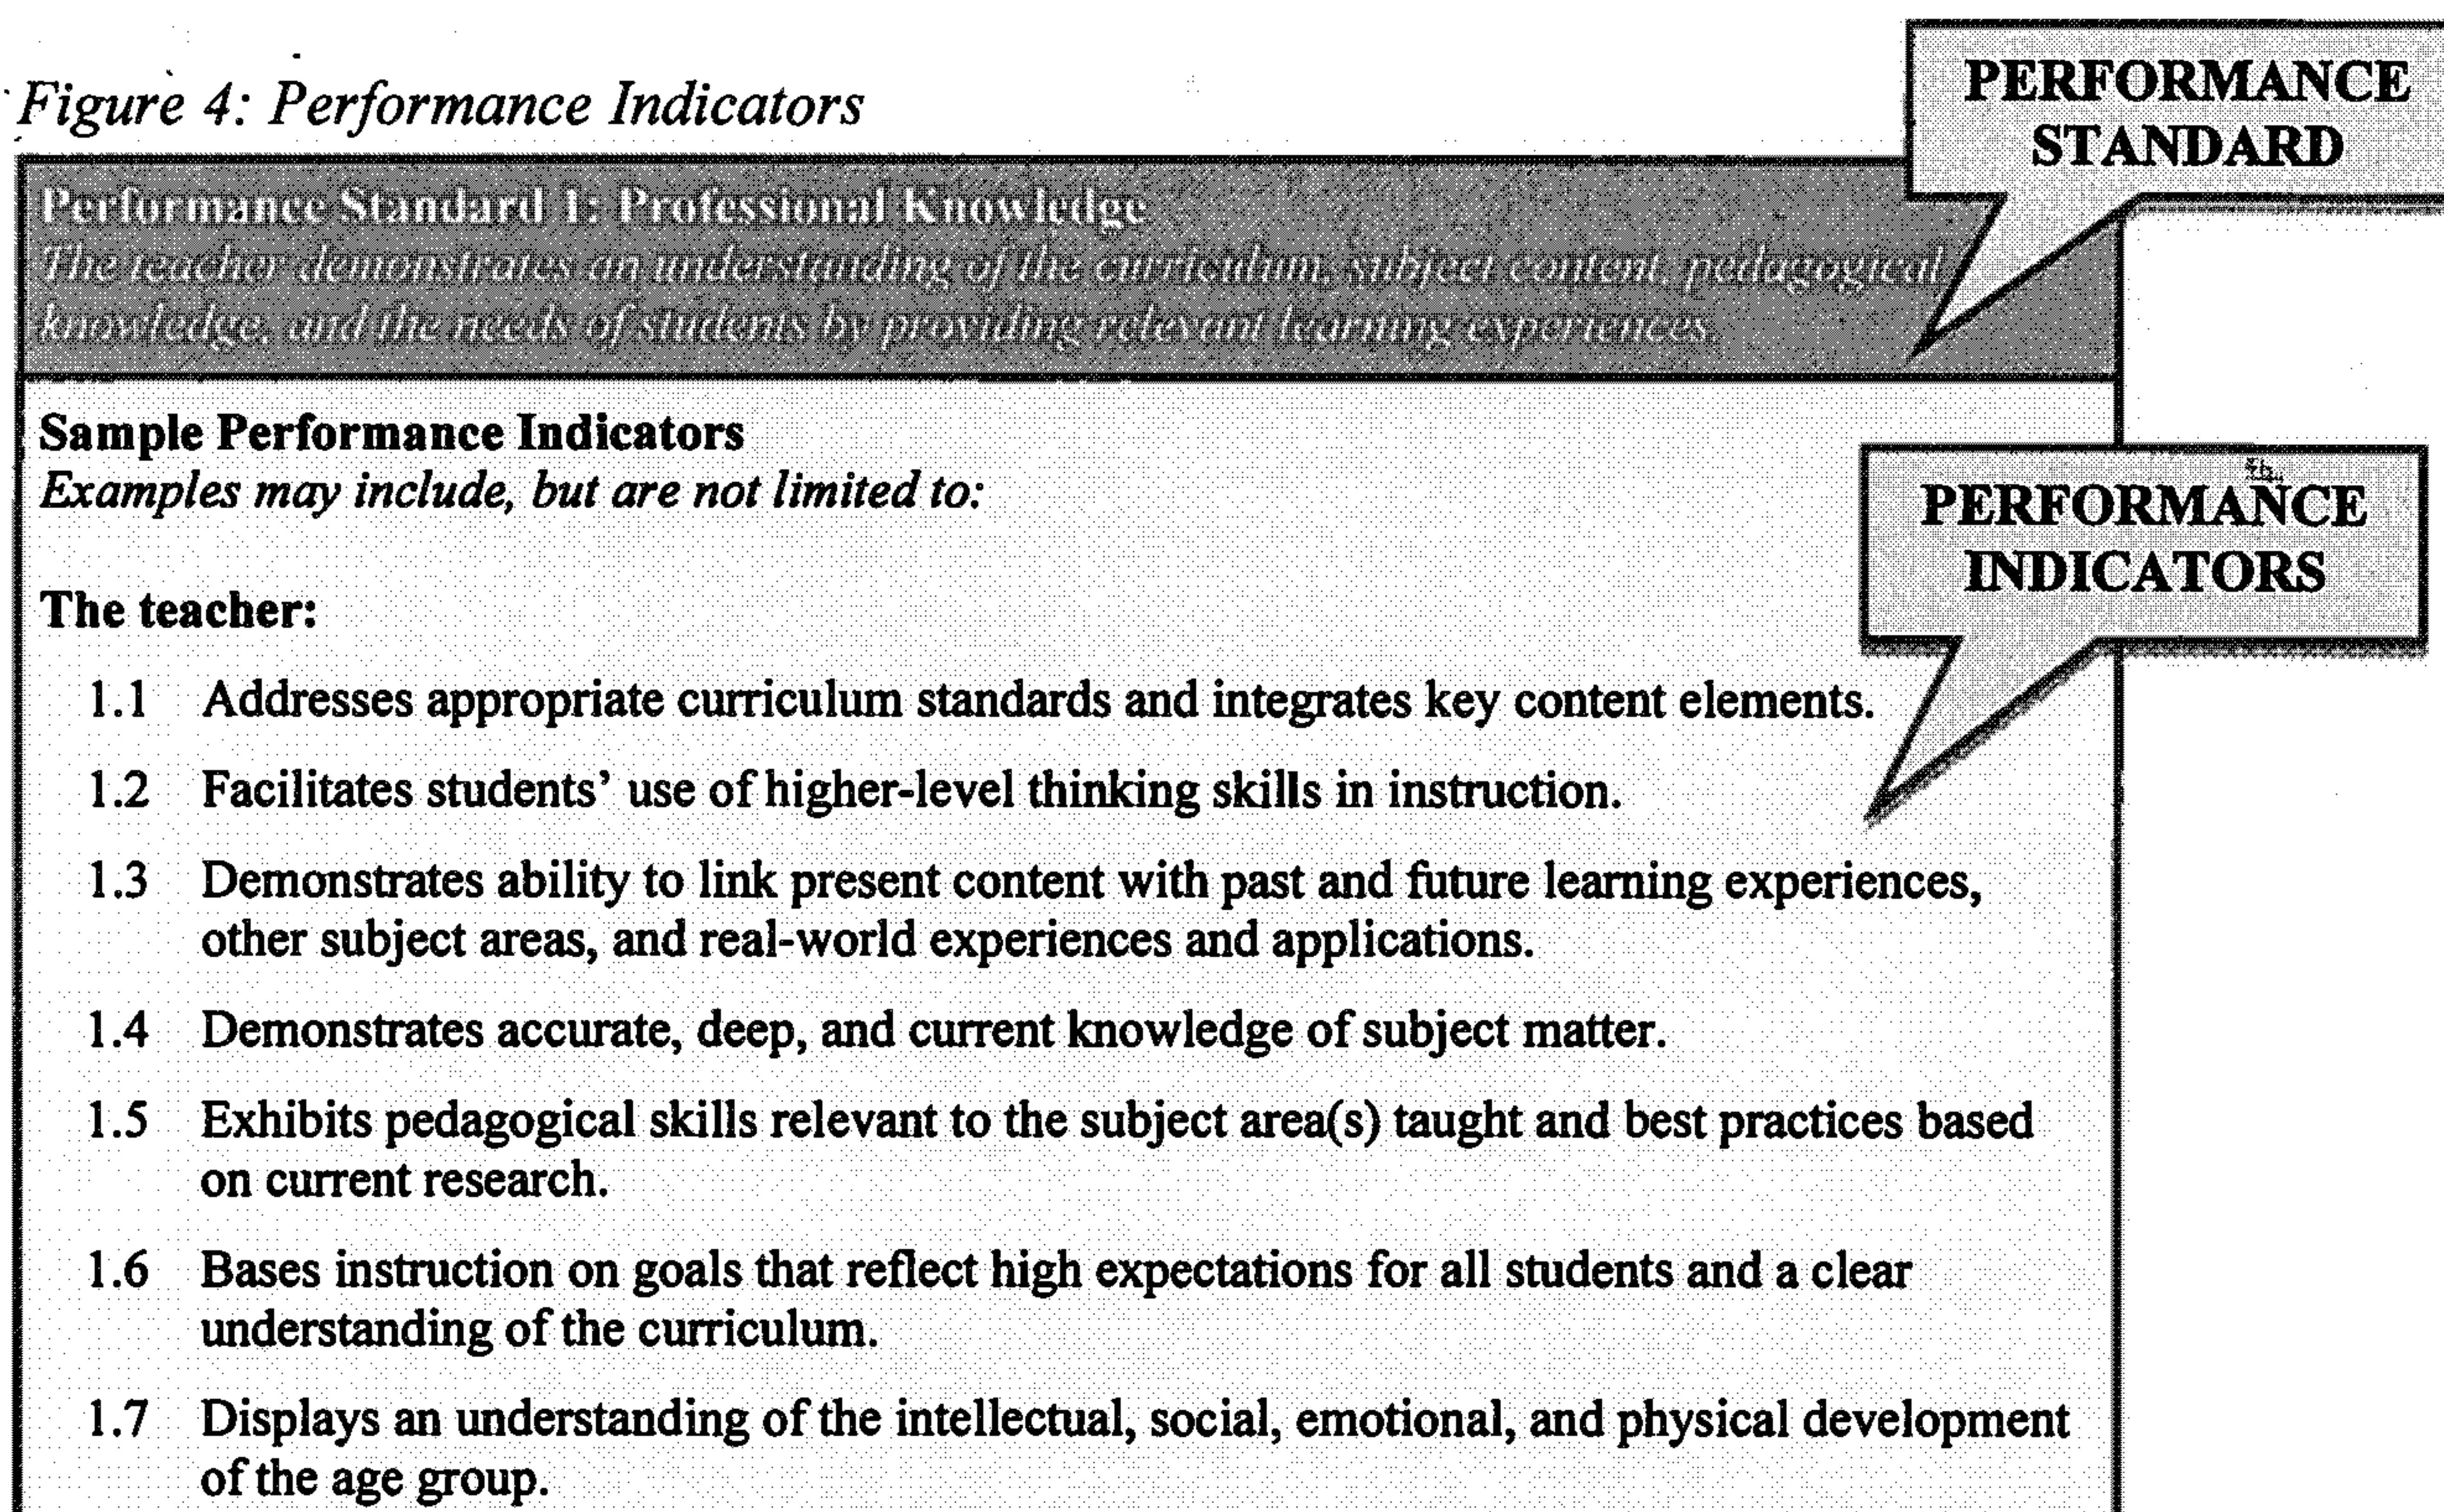 Figure 4: Performance Indicators
PERFORMANCE
STANDARD
Performance Standard 1: Professional Knowledge
The teacher demonstrates an understanding of the curriculum, subject content, pedagogical
knowledge, and the needs of students by providing relevant learning experiences.
Sample Performance Indicators
Examples may include, but are not limited to:
PERFORMANCE
INDICATORS
The teacher:
1.1 Addresses appropriate curriculum standards and integrates key content elements.
1.2 Facilitates students’ use of higher-level thinking skills in instruction.
1.3 Demonstrates ability to link present content with past and future learning experiences,
other subject areas, and real-world experiences and applications.
1.4 Demonstrates accurate, deep, and current knowledge of subject matter.
1.5 Exhibits pedagogical skills relevant to the subject area(s) taught and best practices based
on current research.
1.6 Bases instruction on goals that reflect high expectations for all students and a clear
understanding of the curriculum.
1.7 Displays an understanding of the intellectual, social, emotional, and physical development
of the age group.